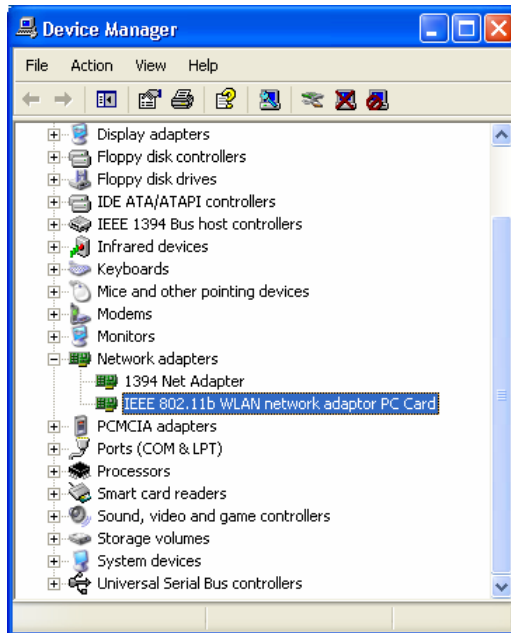 Device Manager
File Action View Help
Display adapters
Floppy disk controllers
Floppy disk drives
IDE ATA/ATAPI controllers
IEEE 1394 Bus host controllers
Infrared devices
Keyboards
Mice and other pointing devices
Modems
Monitors
Network adapters
1394 Net Adapter
IEEE 802.11b WLAN network adaptor PC Card
PCMCIA adapters
Ports (COM & LPT)
Processors
Smart card readers
Sound, video and game controllers
Storage volumes
System devices
Universal Serial Bus controllers